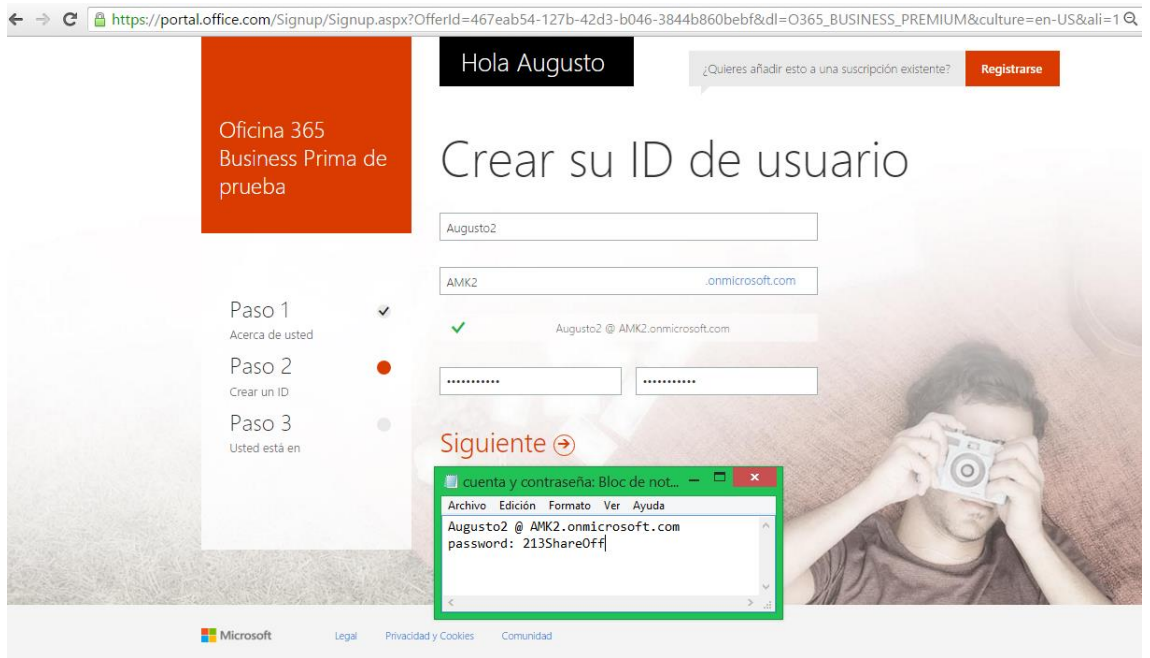 https://portal.office.com/Signup/Signup.aspx?OfferId=467eab54-127b-42d3-b046-3844b860bebf&dl=O365_BUSINESS_PREMIUM&culture=en-US&ali=1
Hola Augusto
¿Quieres añadir esto a una suscripción existente?
Registrarse
Oficina 365
Business Prima de
prueba
Crear su ID de usuario
Augusto2
AMK2
.onmicrosoft.com
Augusto2 @ AMK2.onmicrosoft.com
Paso 1
Acerca de usted
Paso 2
Crear un ID
Paso 3
Usted está en
Siguiente
cuenta y contraseña: Bloc de not...
Archivo Edición Formato Ver Ayuda
Augusto2 @ AMK2.onmicrosoft.com
password: 213ShareOff
Microsoft
Legal
Privacidad y Cookies
Comunidad